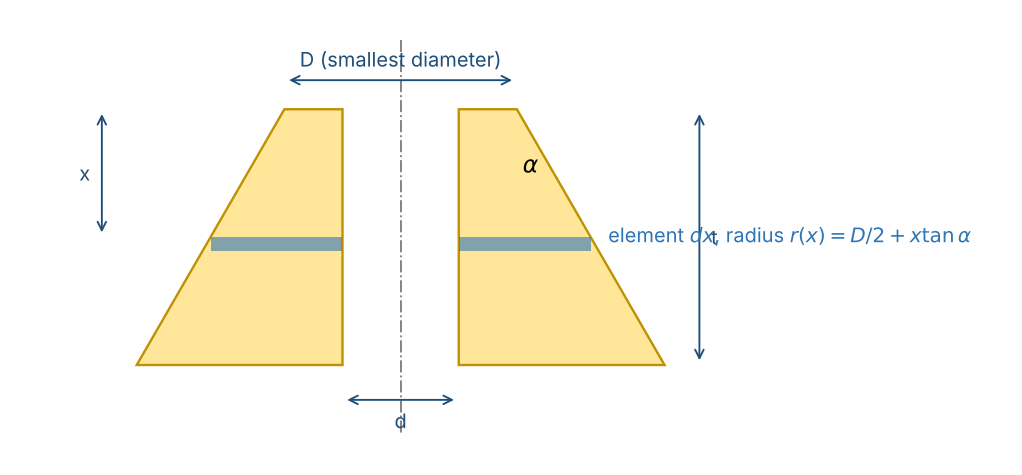 D (smallest diameter)
α
x
element dx, radius r(x) = D/2 + x tan α
t
d